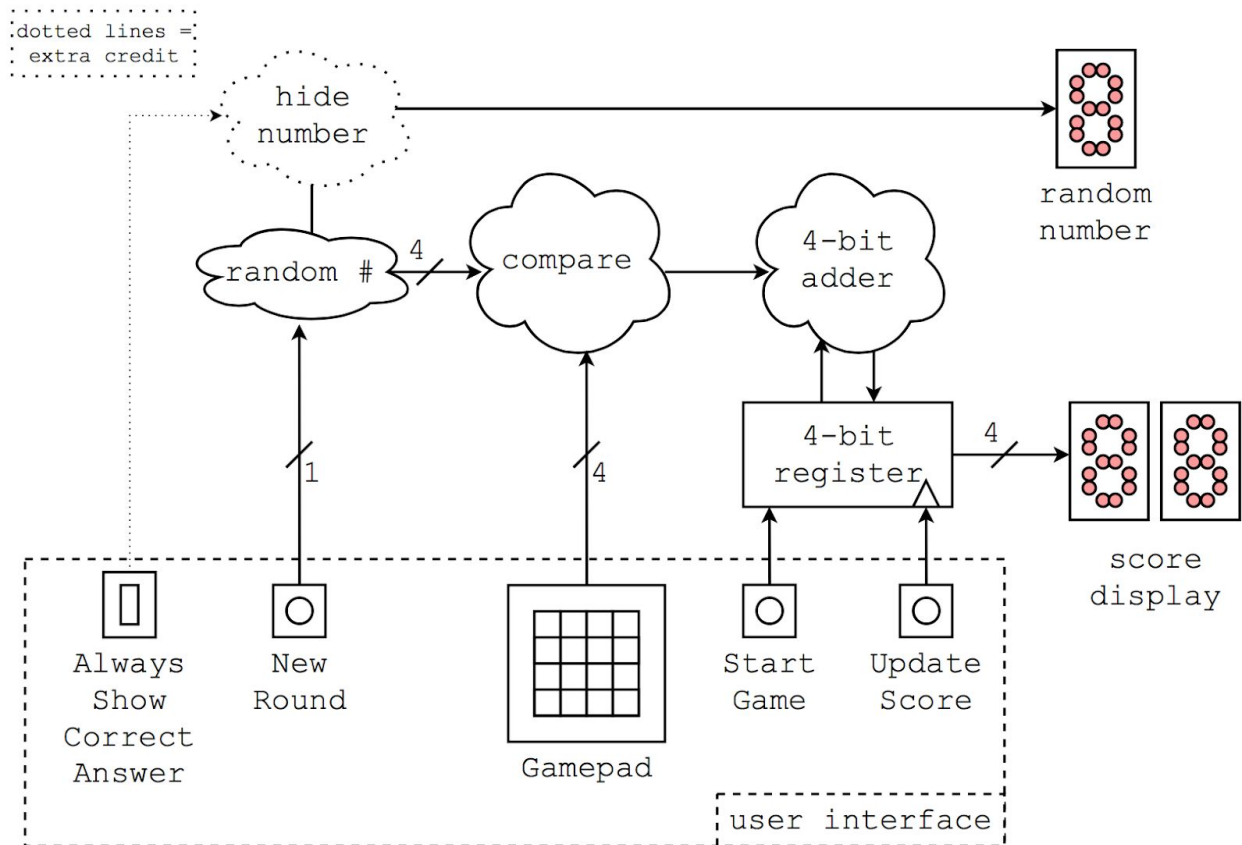 dotted lines =
extra credit
hide
number
random
number
random #
4
compare
4-bit
adder
1
4
4-bit
register
4
score
display
Always
Show
Correct
Answer
New
Round
Gamepad
Start
Game
Update
Score
user interface